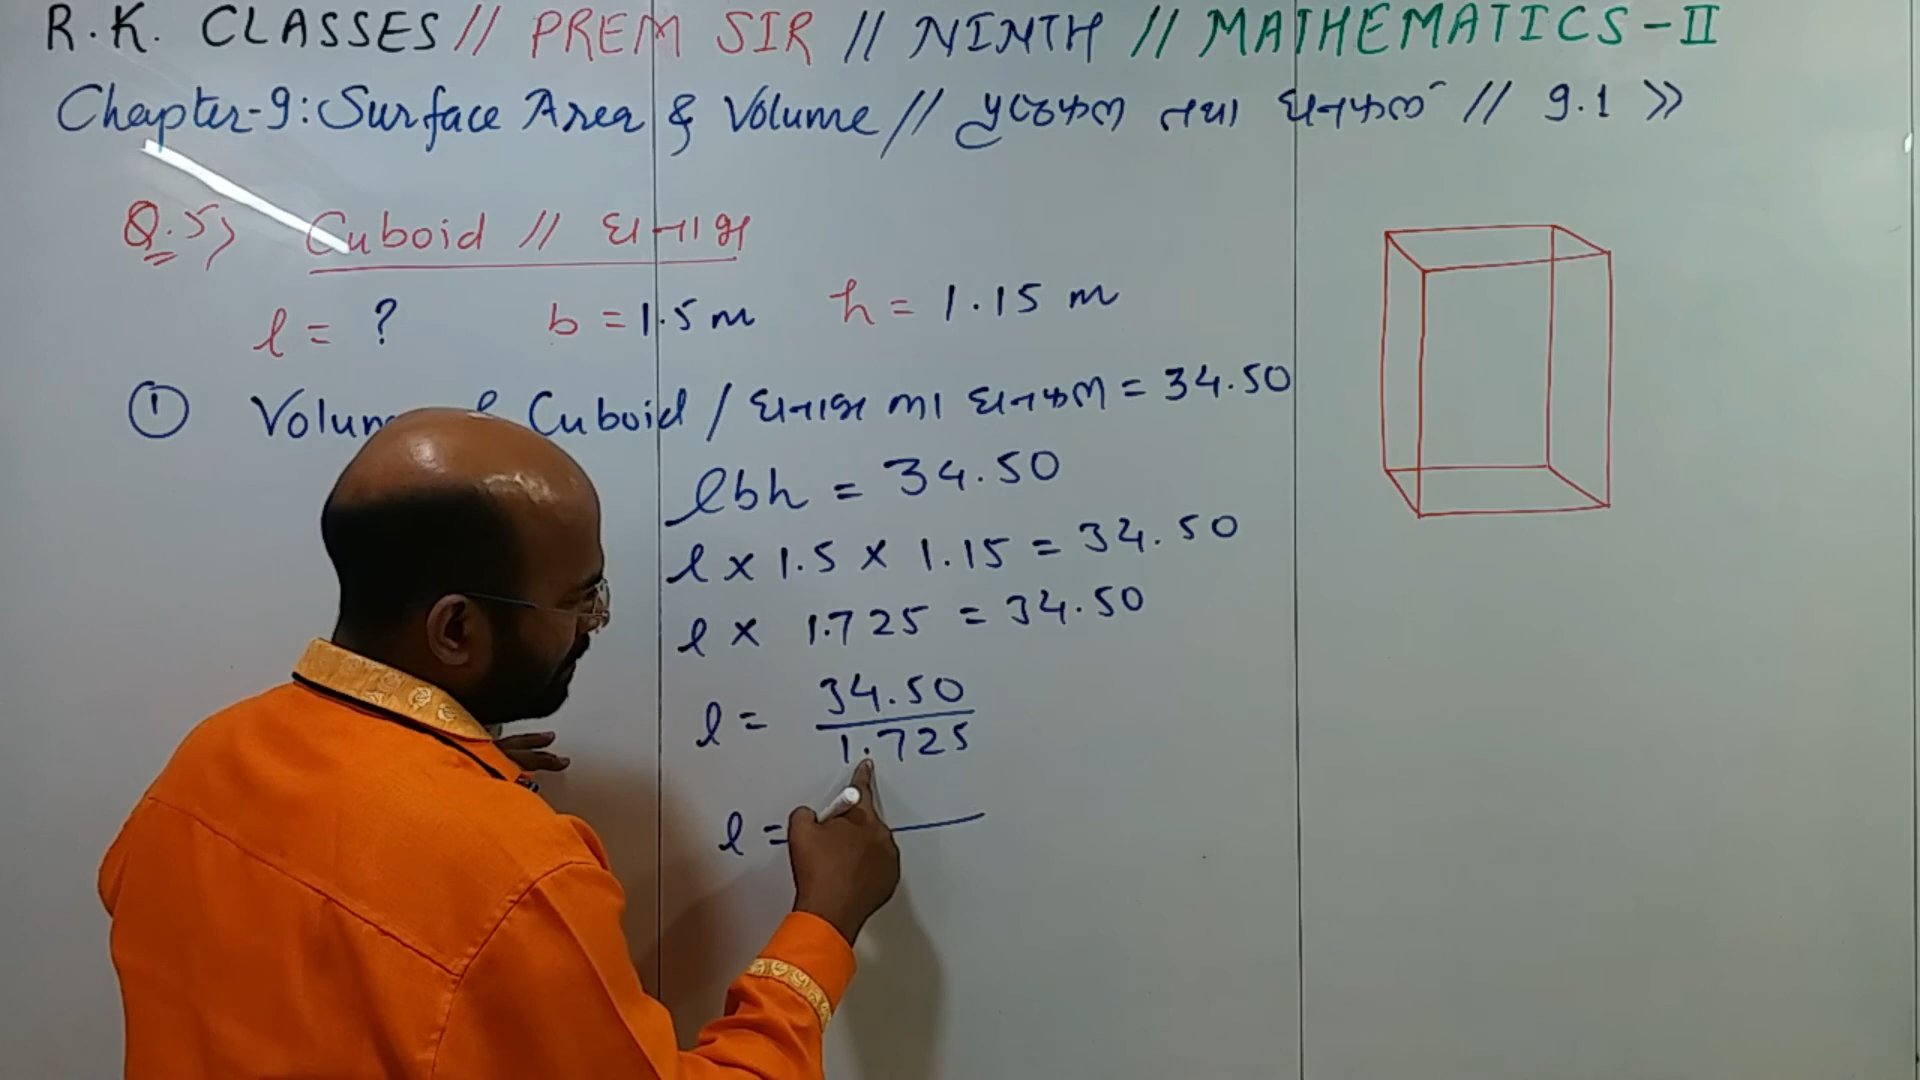 R.K. CLASSES // PREM SIR // NINTH // MATHEMATICS-II
Chapter-9: Surface Area & Volume // પૃષ્ઠફળ તથા ઘનફળ // 9.1 >>
Q.5) Cuboid // ઘનાભ
l = ? b = 1.5 m h = 1.15 m
① Cuboid / ઘનાભ ઘનફળ = 34.50
lbh = 34.50
l × 1.5 × 1.15 = 34.50
l × 1.725 = 34.50
l = 34.50
1.725
l =